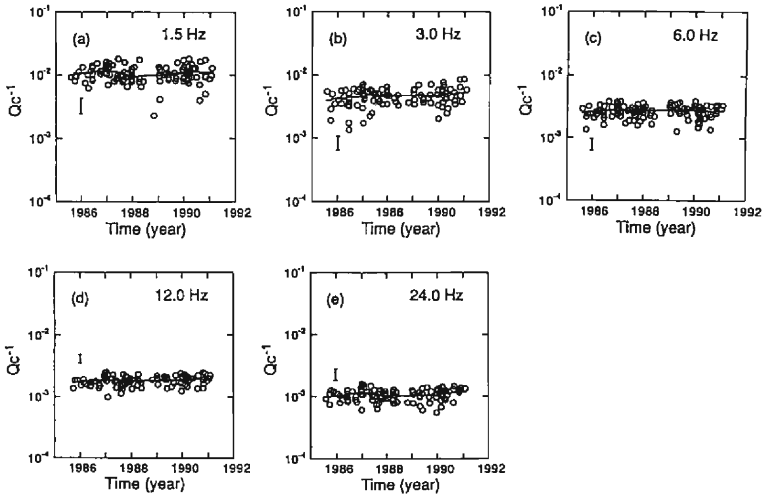 (a) 1.5 Hz
10⁻¹
10⁻²
10⁻³
10⁻⁴
Qc⁻¹
1986 1988 1990 1992
Time (year)
(b) 3.0 Hz
10⁻¹
10⁻²
10⁻³
10⁻⁴
Qc⁻¹
1986 1988 1990 1992
Time (year)
(c) 6.0 Hz
10⁻¹
10⁻²
10⁻³
10⁻⁴
Qc⁻¹
1986 1988 1990 1992
Time (year)
(d) 12.0 Hz
10⁻¹
10⁻²
10⁻³
10⁻⁴
Qc⁻¹
1986 1988 1990 1992
Time (year)
(e) 24.0 Hz
10⁻¹
10⁻²
10⁻³
10⁻⁴
Qc⁻¹
1986 1988 1990 1992
Time (year)